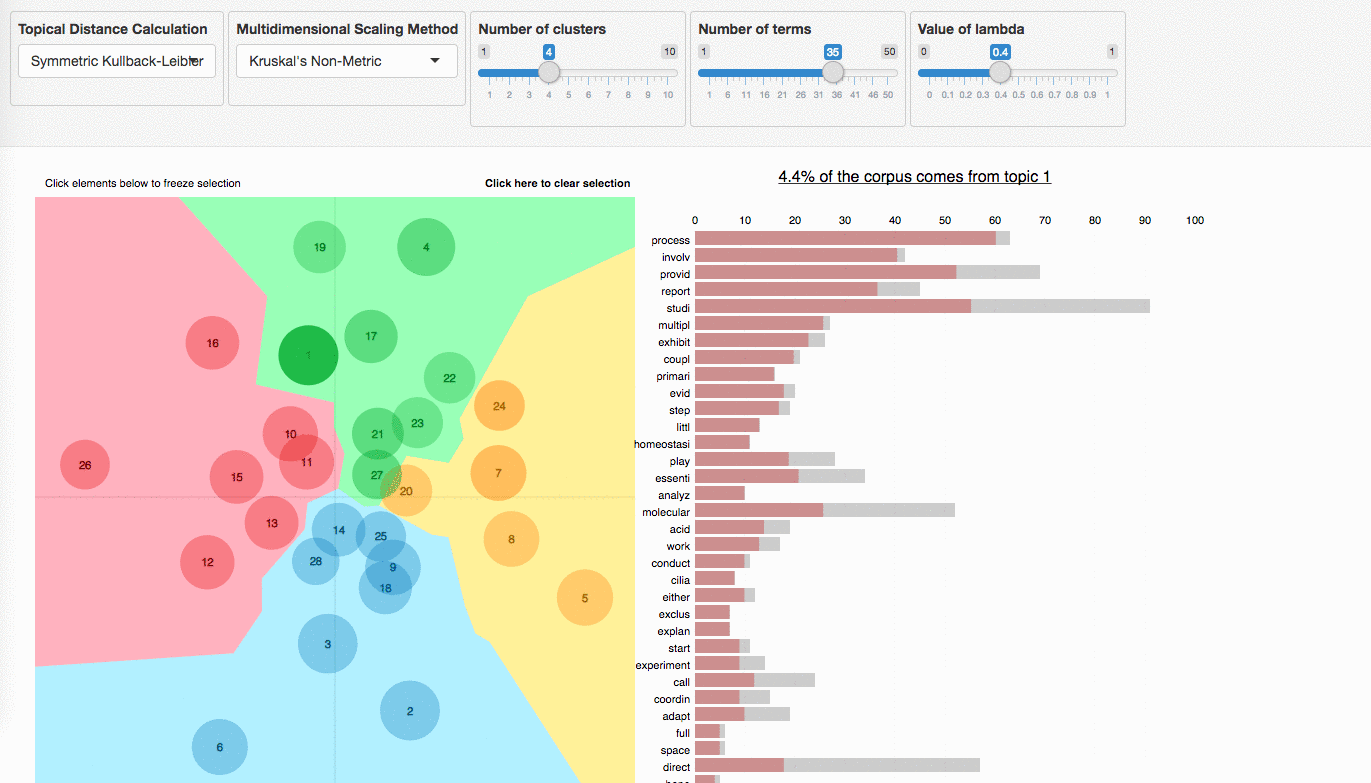 Topical Distance Calculation
Symmetric Kullback-Leibler
Multidimensional Scaling Method
Kruskal's Non-Metric
Number of clusters
1 4 10
1 2 3 4 5 6 7 8 9 10
Number of terms
1 35 50
1 6 11 16 21 26 31 36 41 46 50
Value of lambda
0 0.4 1
0 0.1 0.2 0.3 0.4 0.5 0.6 0.7 0.8 0.9 1
Click elements below to freeze selection
Click here to clear selection
19
4
16
1
17
22
24
23
10
21
11
26
15
27
7
20
13
14
25
8
12
28
9
18
5
3
2
6
4.4% of the corpus comes from topic 1
0 10 20 30 40 50 60 70 80 90 100
process
involv
provid
report
studi
multipl
exhibit
coupl
primari
evid
step
littl
homeostasi
play
essenti
analyz
molecular
acid
work
conduct
cilia
either
exclus
explan
start
experiment
call
coordin
adapt
full
space
direct